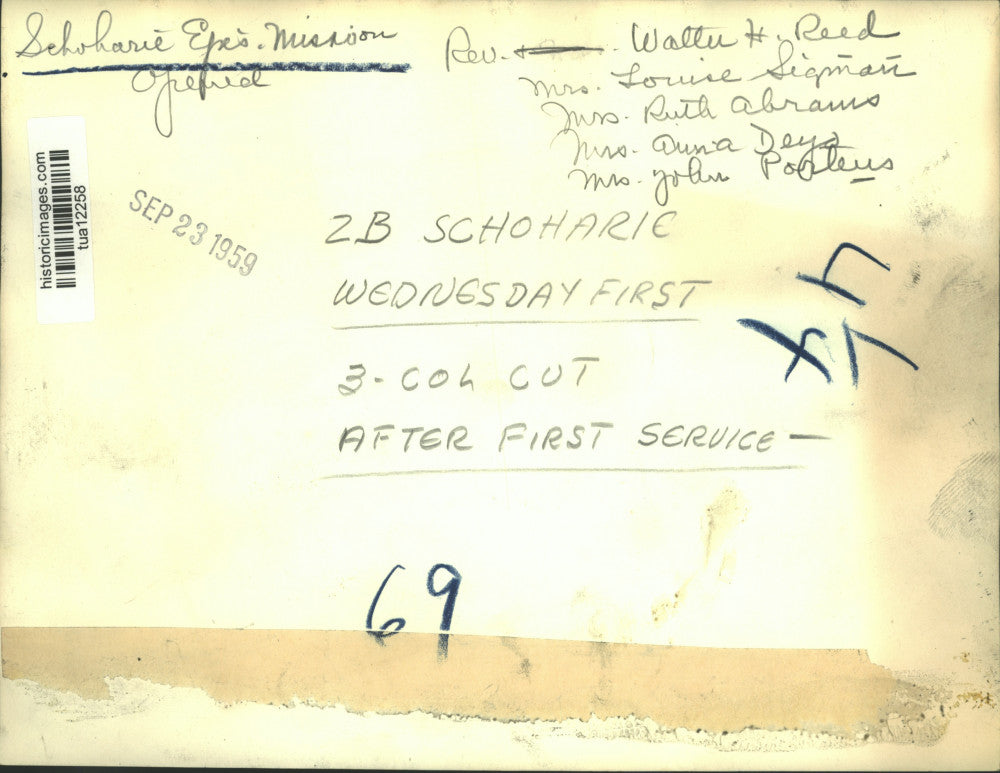 Schoharie Epis. Mission
Opened
Rev. Walter H. Reed
Mrs. Louise Sigman
Mrs. Ruth Abrams
Mrs. Anna Deyo
Mrs. John Porteus
historicimages.com
tua12258
SEP 23 1959
2B SCHOHARIE
WEDNESDAY FIRST
3-COL CUT
AFTER FIRST SERVICE —
69